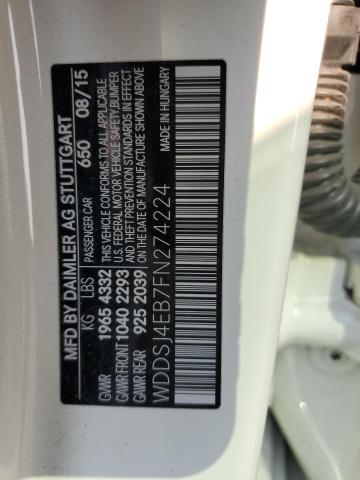 MFD BY DAIMLER AG STUTTGART
PASSENGER CAR 650 08/15
KG LBS
GVWR 1965 4332
GAWR FRONT 1040 2293
GAWR REAR 925 2039
THIS VEHICLE CONFORMS TO ALL APPLICABLE
U.S. FEDERAL MOTOR VEHICLE SAFETY, BUMPER
AND THEFT PREVENTION STANDARDS IN EFFECT
ON THE DATE OF MANUFACTURE SHOWN ABOVE
MADE IN HUNGARY
WDDSJ4EB7FN274224